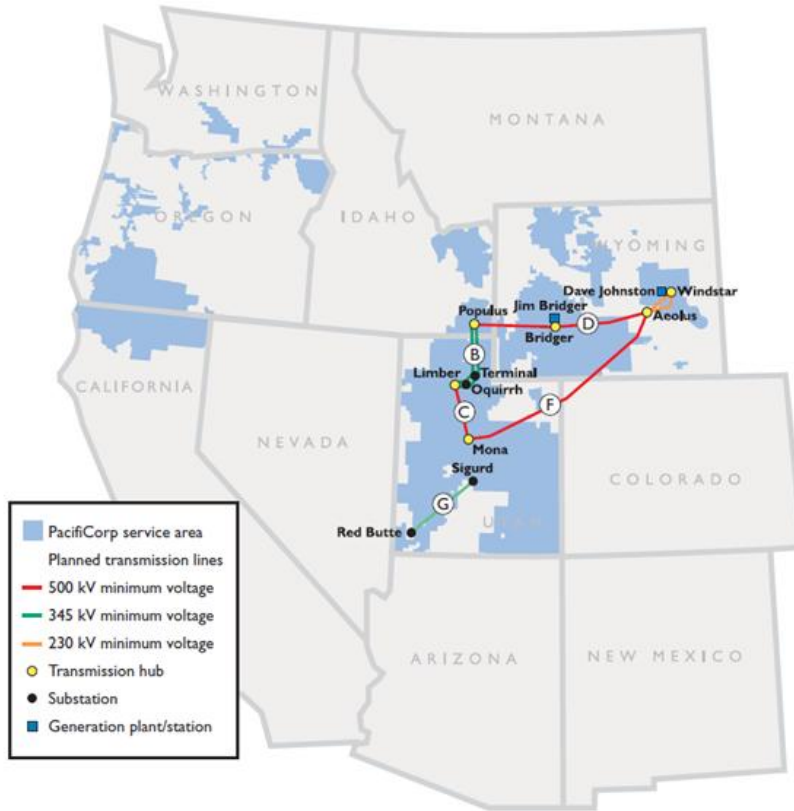 WASHINGTON
MONTANA
OREGON
IDAHO
WYOMING
Dave Johnston
Windstar
Jim Bridger
Populus
D
Aeolus
Bridger
B
Terminal
Limber
Oquirrh
CALIFORNIA
F
C
NEVADA
Mona
COLORADO
Sigurd
G
UTAH
Red Butte
PacifiCorp service area
Planned transmission lines
500 kV minimum voltage
345 kV minimum voltage
230 kV minimum voltage
Transmission hub
Substation
Generation plant/station
ARIZONA
NEW MEXICO